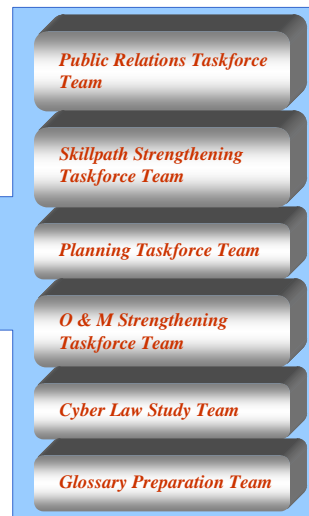 Public Relations Taskforce
Team
Skillpath Strengthening
Taskforce Team
Planning Taskforce Team
O & M Strengthening
Taskforce Team
Cyber Law Study Team
Glossary Preparation Team